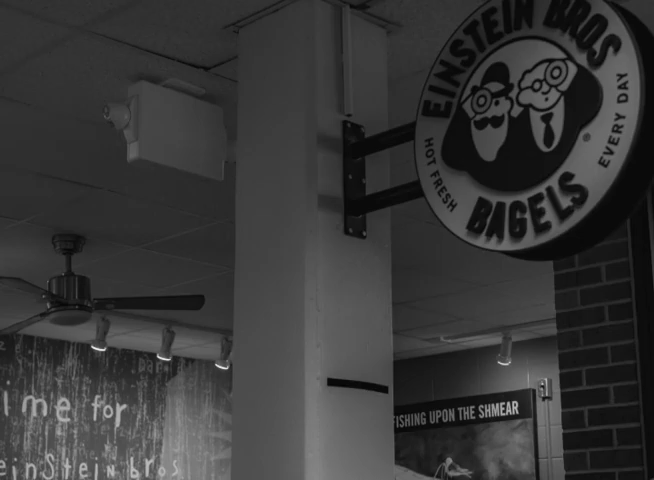 EINSTEIN BROS
HOT FRESH
EVERY DAY
BAGELS
ime for
einstein bros
FISHING UPON THE SHMEAR